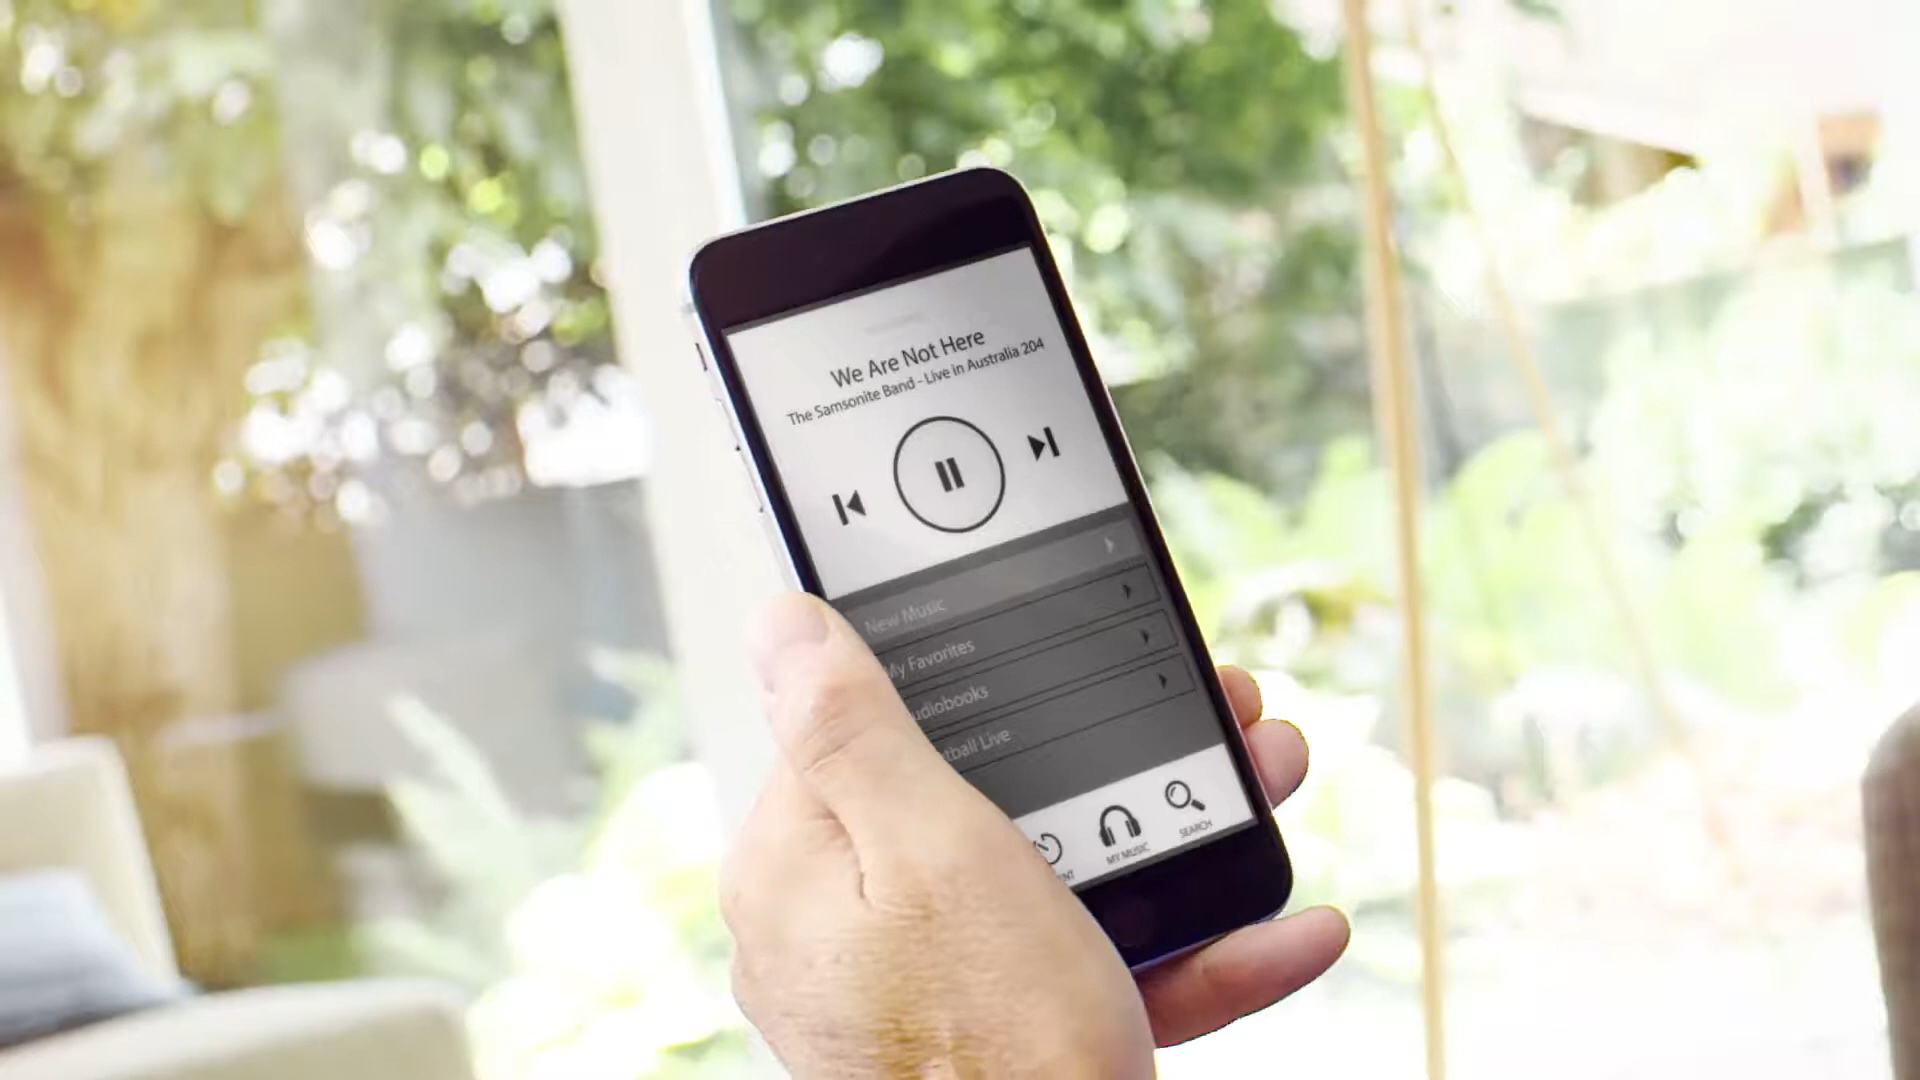 We Are Not Here
The Samsonite Band - Live in Australia 204
New Music
My Favorites
udiobooks
tball Live
ENT
MY MUSIC
SEARCH